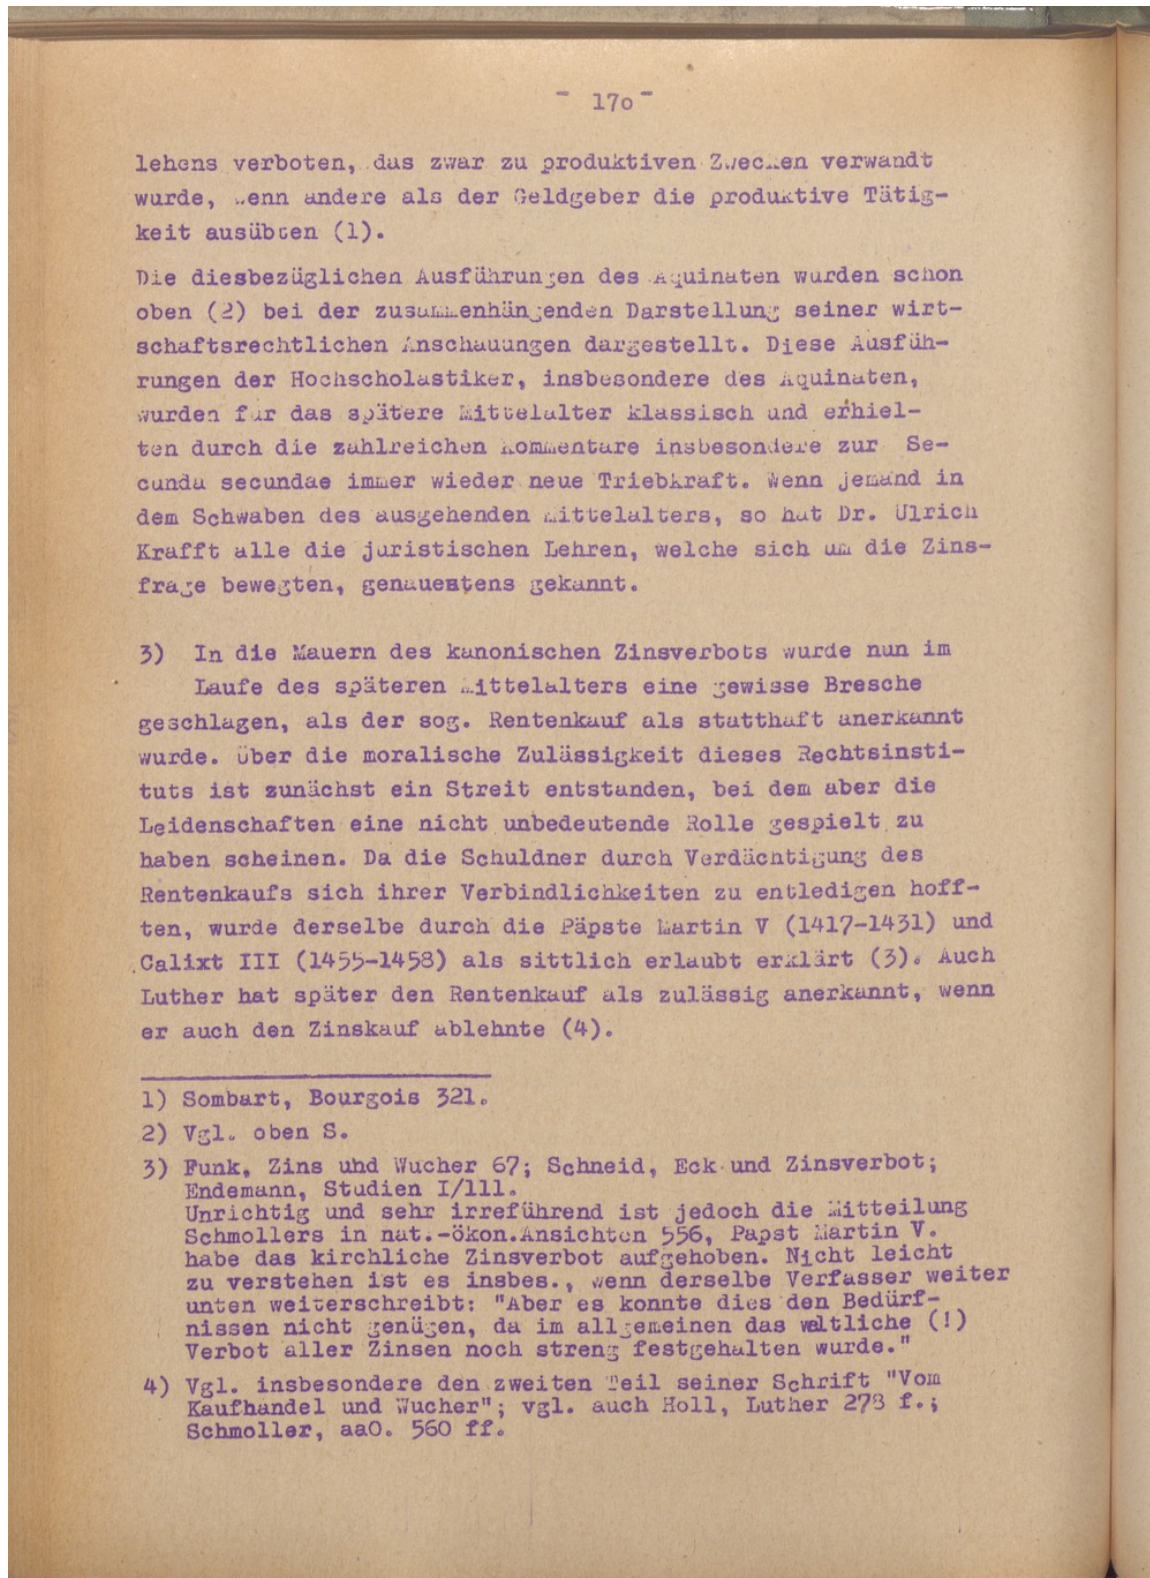 - 17o -
lehens verboten, das zwar zu produktiven Zwecken verwandt
wurde, wenn andere als der Geldgeber die produktive Tätig-
keit ausübten (1).
Die diesbezüglichen Ausführungen des Aquinaten wurden schon
oben (2) bei der zusammenhängenden Darstellung seiner wirt-
schaftsrechtlichen Anschauungen dargestellt. Diese Ausfüh-
rungen der Hochscholastiker, insbesondere des Aquinaten,
wurden für das spätere Mittelalter klassisch und erhiel-
ten durch die zahlreichen Kommentare insbesondere zur Se-
cunda secundae immer wieder neue Triebkraft. Wenn jemand in
dem Schwaben des ausgehenden Mittelalters, so hat Dr. Ulrich
Krafft alle die juristischen Lehren, welche sich um die Zins-
frage bewegten, genauestens gekannt.
3) In die Mauern des kanonischen Zinsverbots wurde nun im
Laufe des späteren Mittelalters eine gewisse Bresche
geschlagen, als der sog. Rentenkauf als statthaft anerkannt
wurde. Über die moralische Zulässigkeit dieses Rechtsinsti-
tuts ist zunächst ein Streit entstanden, bei dem aber die
Leidenschaften eine nicht unbedeutende Rolle gespielt zu
haben scheinen. Da die Schuldner durch Verdächtigung des
Rentenkaufs sich ihrer Verbindlichkeiten zu entledigen hoff-
ten, wurde derselbe durch die Päpste Martin V (1417-1431) und
Calixt III (1455-1458) als sittlich erlaubt erklärt (3). Auch
Luther hat später den Rentenkauf als zulässig anerkannt, wenn
er auch den Zinskauf ablehnte (4).
1) Sombart, Bourgois 321.
2) Vgl. oben S.
3) Funk, Zins uhd Wucher 67; Schneid, Eck und Zinsverbot;
Endemann, Studien I/111.
Unrichtig und sehr irreführend ist jedoch die Mitteilung
Schmollers in nat.-ökon.Ansichten 556, Papst Martin V.
habe das kirchliche Zinsverbot aufgehoben. Nicht leicht
zu verstehen ist es insbes., wenn derselbe Verfasser weiter
unten weiterschreibt: "Aber es konnte dies den Bedürf-
nissen nicht genügen, da im allgemeinen das weltliche (!)
Verbot aller Zinsen noch streng festgehalten wurde."
4) Vgl. insbesondere den zweiten Teil seiner Schrift "Vom
Kaufhandel und Wucher"; vgl. auch Holl, Luther 278 f.;
Schmoller, aaO. 560 ff.